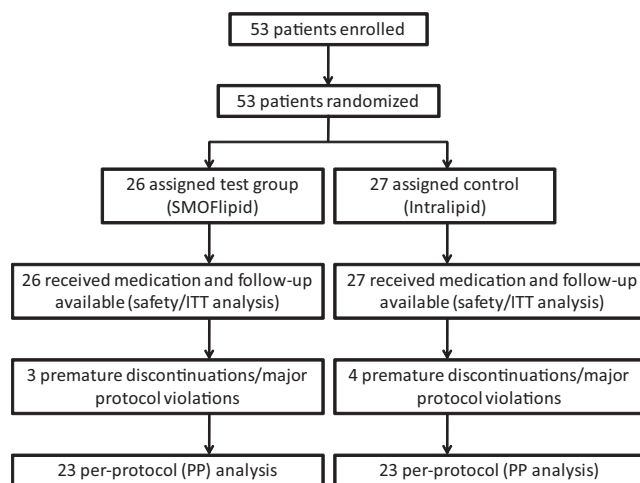 53 patients enrolled
53 patients randomized
26 assigned test group
(SMOFlipid)
27 assigned control
(Intralipid)
26 received medication and follow-up
available (safety/ITT analysis)
27 received medication and follow-up
available (safety/ITT analysis)
3 premature discontinuations/major
protocol violations
4 premature discontinuations/major
protocol violations
23 per-protocol (PP) analysis
23 per-protocol (PP analysis)